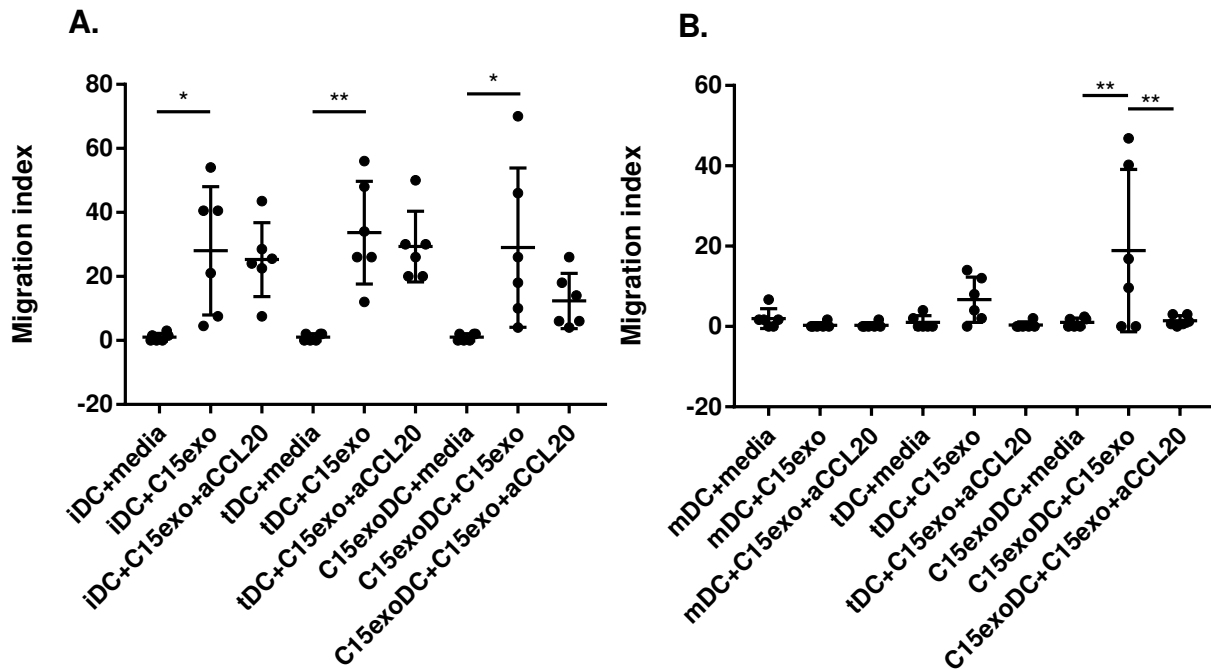 A.
Migration index
80
60
40
20
0
-20
*
**
*
iDC+media
iDC+C15exo
iDC+C15exo+aCCL20
tDC+media
tDC+C15exo
tDC+C15exo+aCCL20
C15exoDC+media
C15exoDC+C15exo
C15exoDC+C15exo+aCCL20
B.
Migration index
60
40
20
0
-20
**
**
mDC+media
mDC+C15exo
mDC+C15exo+aCCL20
tDC+media
tDC+C15exo
tDC+C15exo+aCCL20
C15exoDC+media
C15exoDC+C15exo
C15exoDC+C15exo+aCCL20